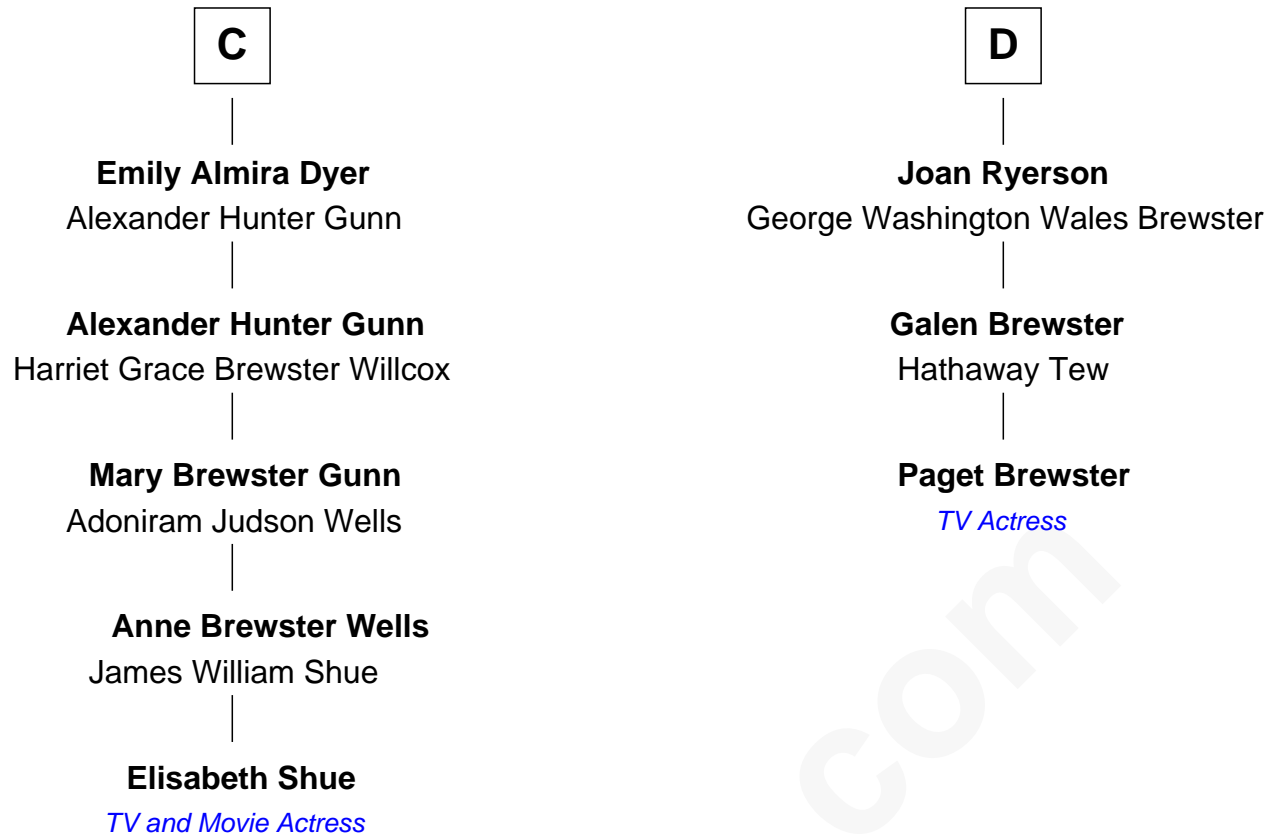 C
Emily Almira Dyer
Alexander Hunter Gunn
Alexander Hunter Gunn
Harriet Grace Brewster Willcox
Mary Brewster Gunn
Adoniram Judson Wells
Anne Brewster Wells
James William Shue
Elisabeth Shue
TV and Movie Actress
D
Joan Ryerson
George Washington Wales Brewster
Galen Brewster
Hathaway Tew
Paget Brewster
TV Actress
com